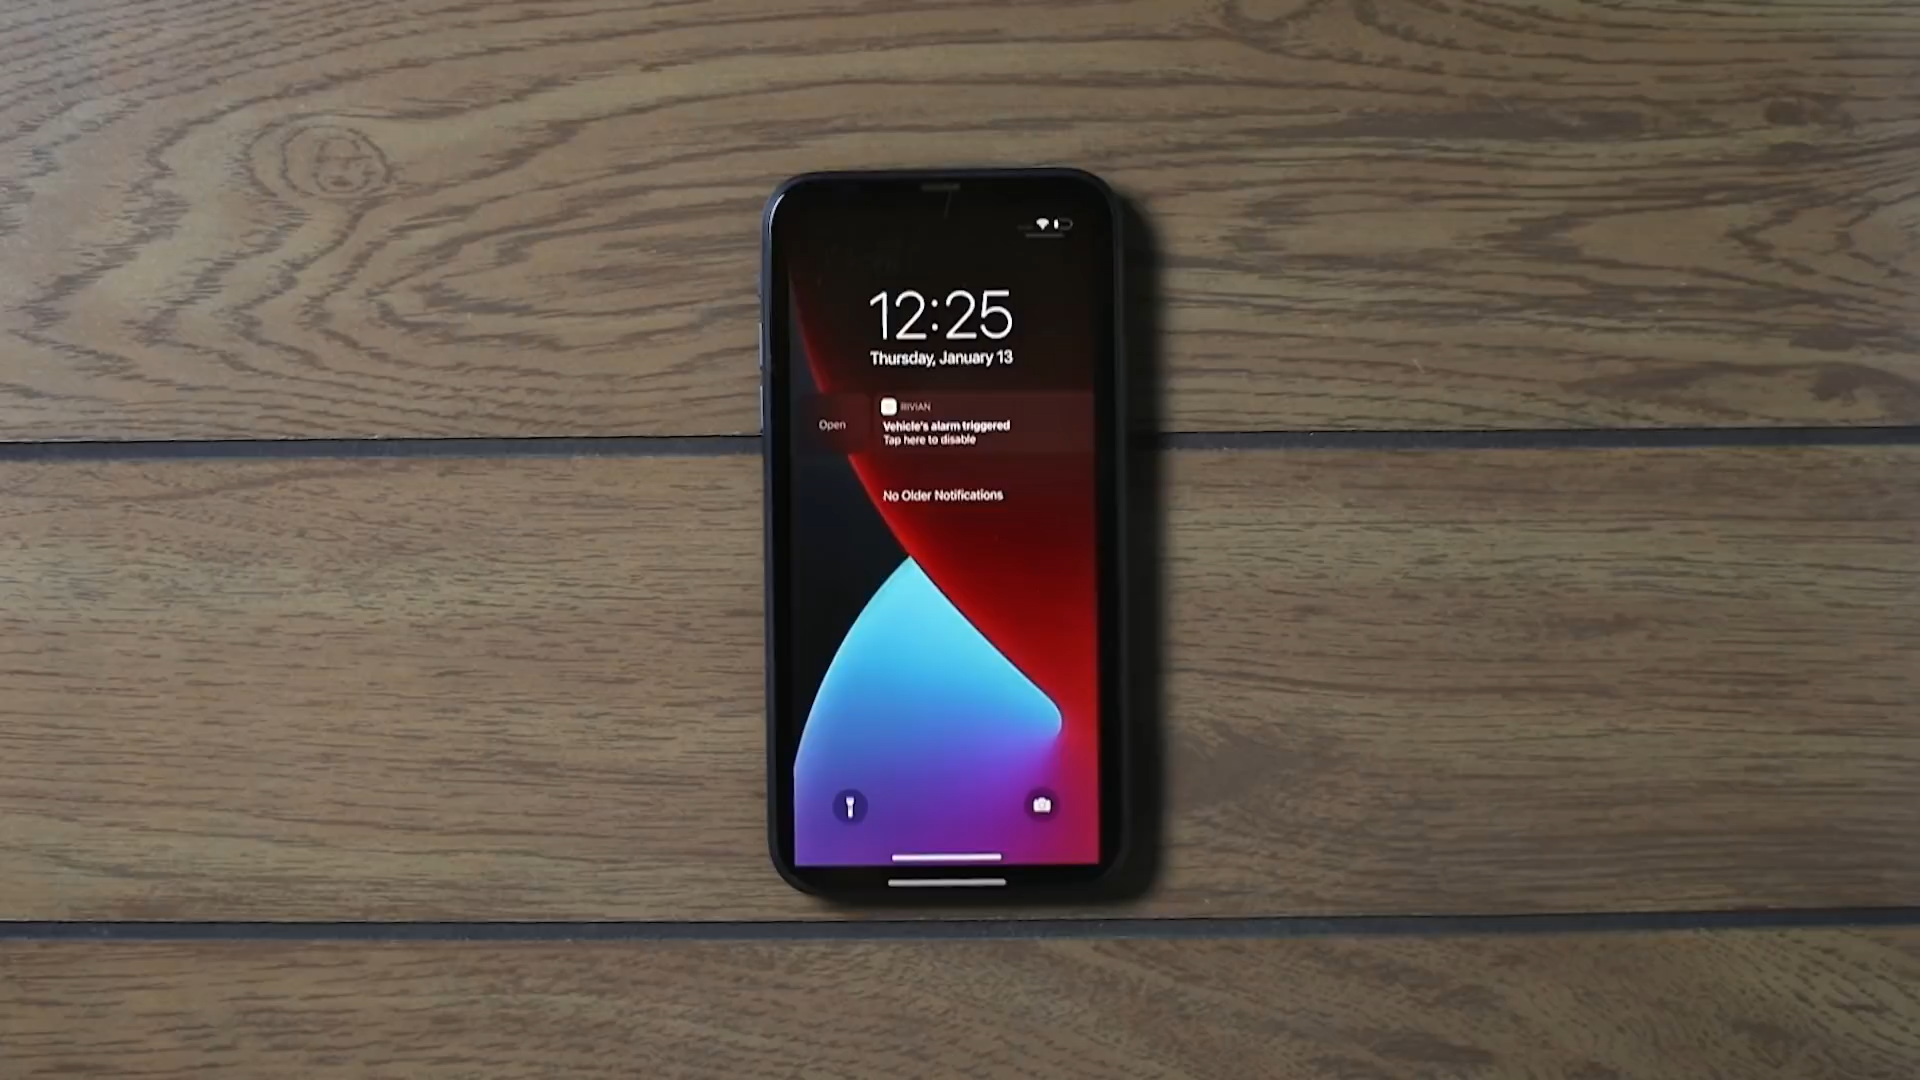 12:25
Thursday, January 13
RIVIAN
Open
Vehicle's alarm triggered
Tap here to disable
No Older Notifications